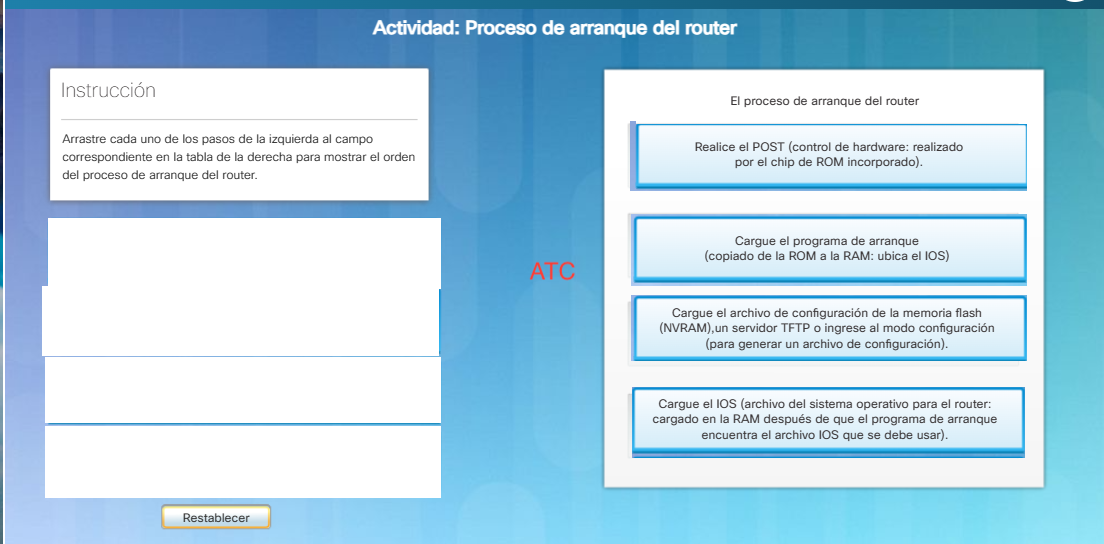 Actividad: Proceso de arranque del router
Instrucción
Arrastre cada uno de los pasos de la izquierda al campo
correspondiente en la tabla de la derecha para mostrar el orden
del proceso de arranque del router.
Restablecer
ATC
El proceso de arranque del router
Realice el POST (control de hardware: realizado
por el chip de ROM incorporado).
Cargue el programa de arranque
(copiado de la ROM a la RAM: ubica el IOS)
Cargue el archivo de configuración de la memoria flash
(NVRAM),un servidor TFTP o ingrese al modo configuración
(para generar un archivo de configuración).
Cargue el IOS (archivo del sistema operativo para el router:
cargado en la RAM después de que el programa de arranque
encuentra el archivo IOS que se debe usar).